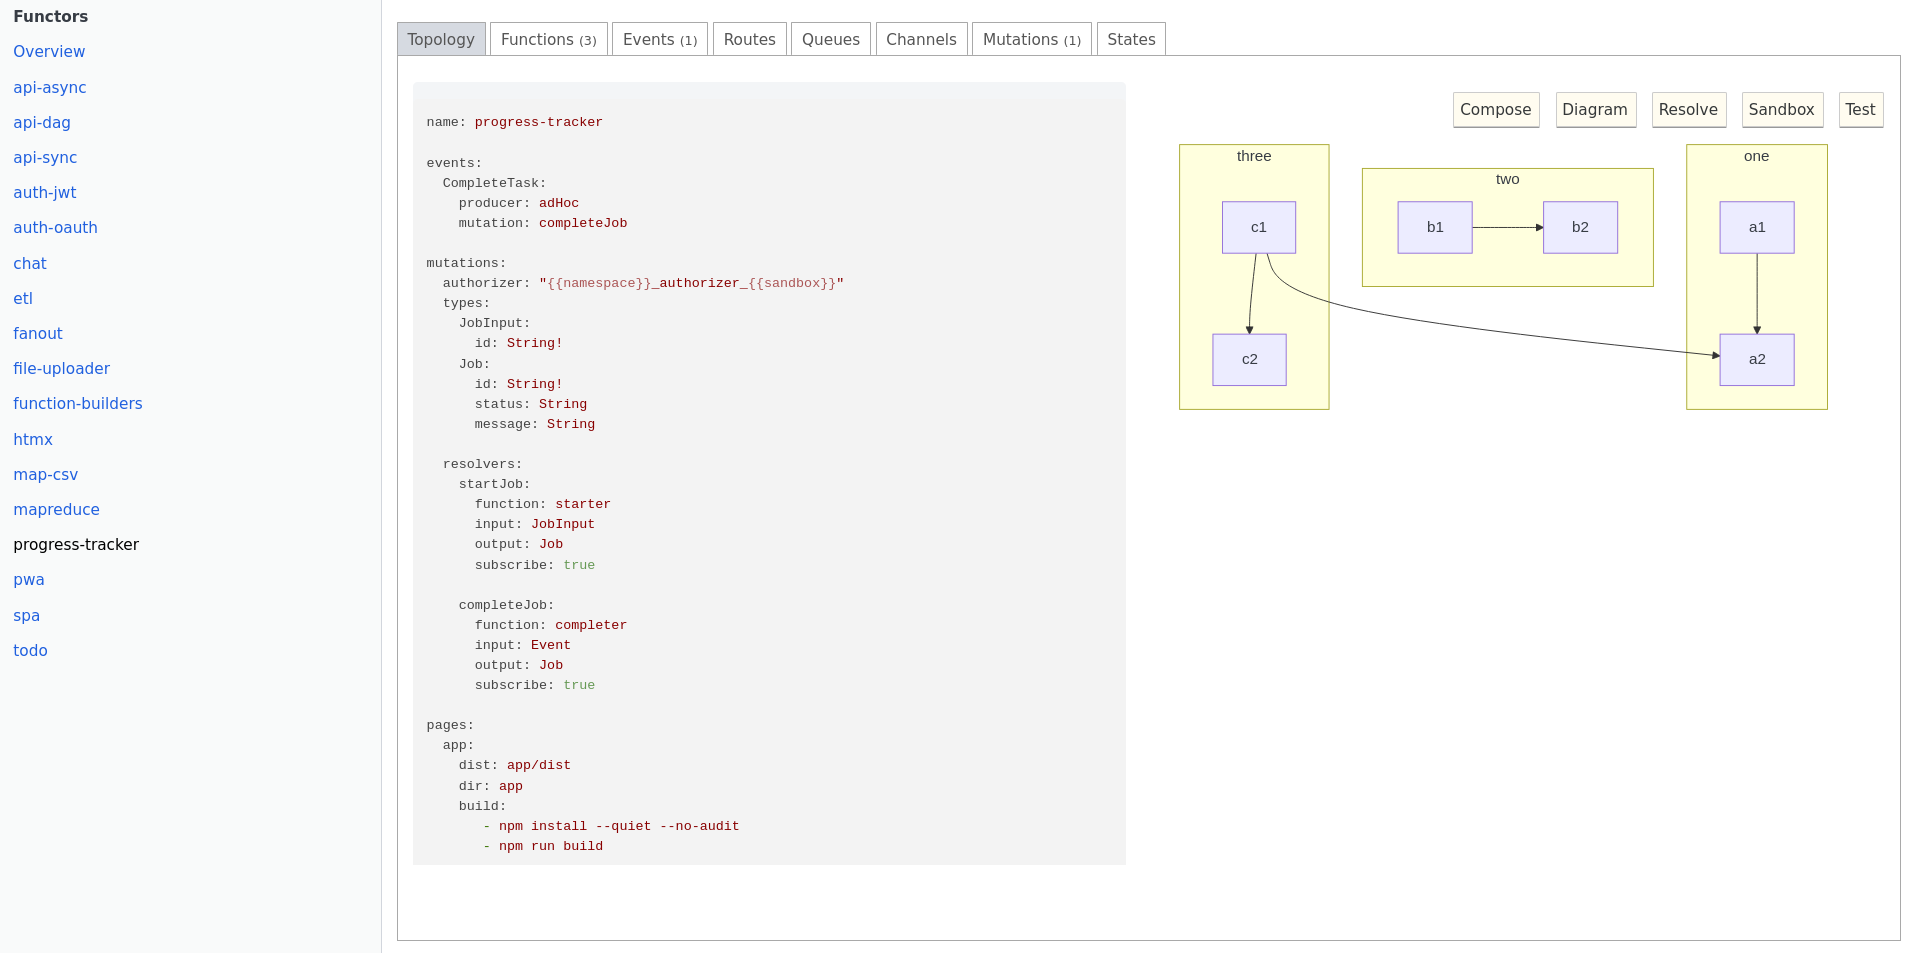 Functors
Overview
api-async
api-dag
api-sync
auth-jwt
auth-oauth
chat
etl
fanout
file-uploader
function-builders
htmx
map-csv
mapreduce
progress-tracker
pwa
spa
todo
Topology Functions (3) Events (1) Routes Queues Channels Mutations (1) States
name: progress-tracker
events:
  CompleteTask:
    producer: adHoc
    mutation: completeJob
mutations:
  authorizer: "{{namespace}}_authorizer_{{sandbox}}"
  types:
    JobInput:
      id: String!
    Job:
      id: String!
      status: String
      message: String
  resolvers:
    startJob:
      function: starter
      input: JobInput
      output: Job
      subscribe: true
    completeJob:
      function: completer
      input: Event
      output: Job
      subscribe: true
pages:
  app:
    dist: app/dist
    dir: app
    build:
       - npm install --quiet --no-audit
       - npm run build
Compose Diagram Resolve Sandbox Test
three
c1
c2
two
b1 b2
one
a1
a2